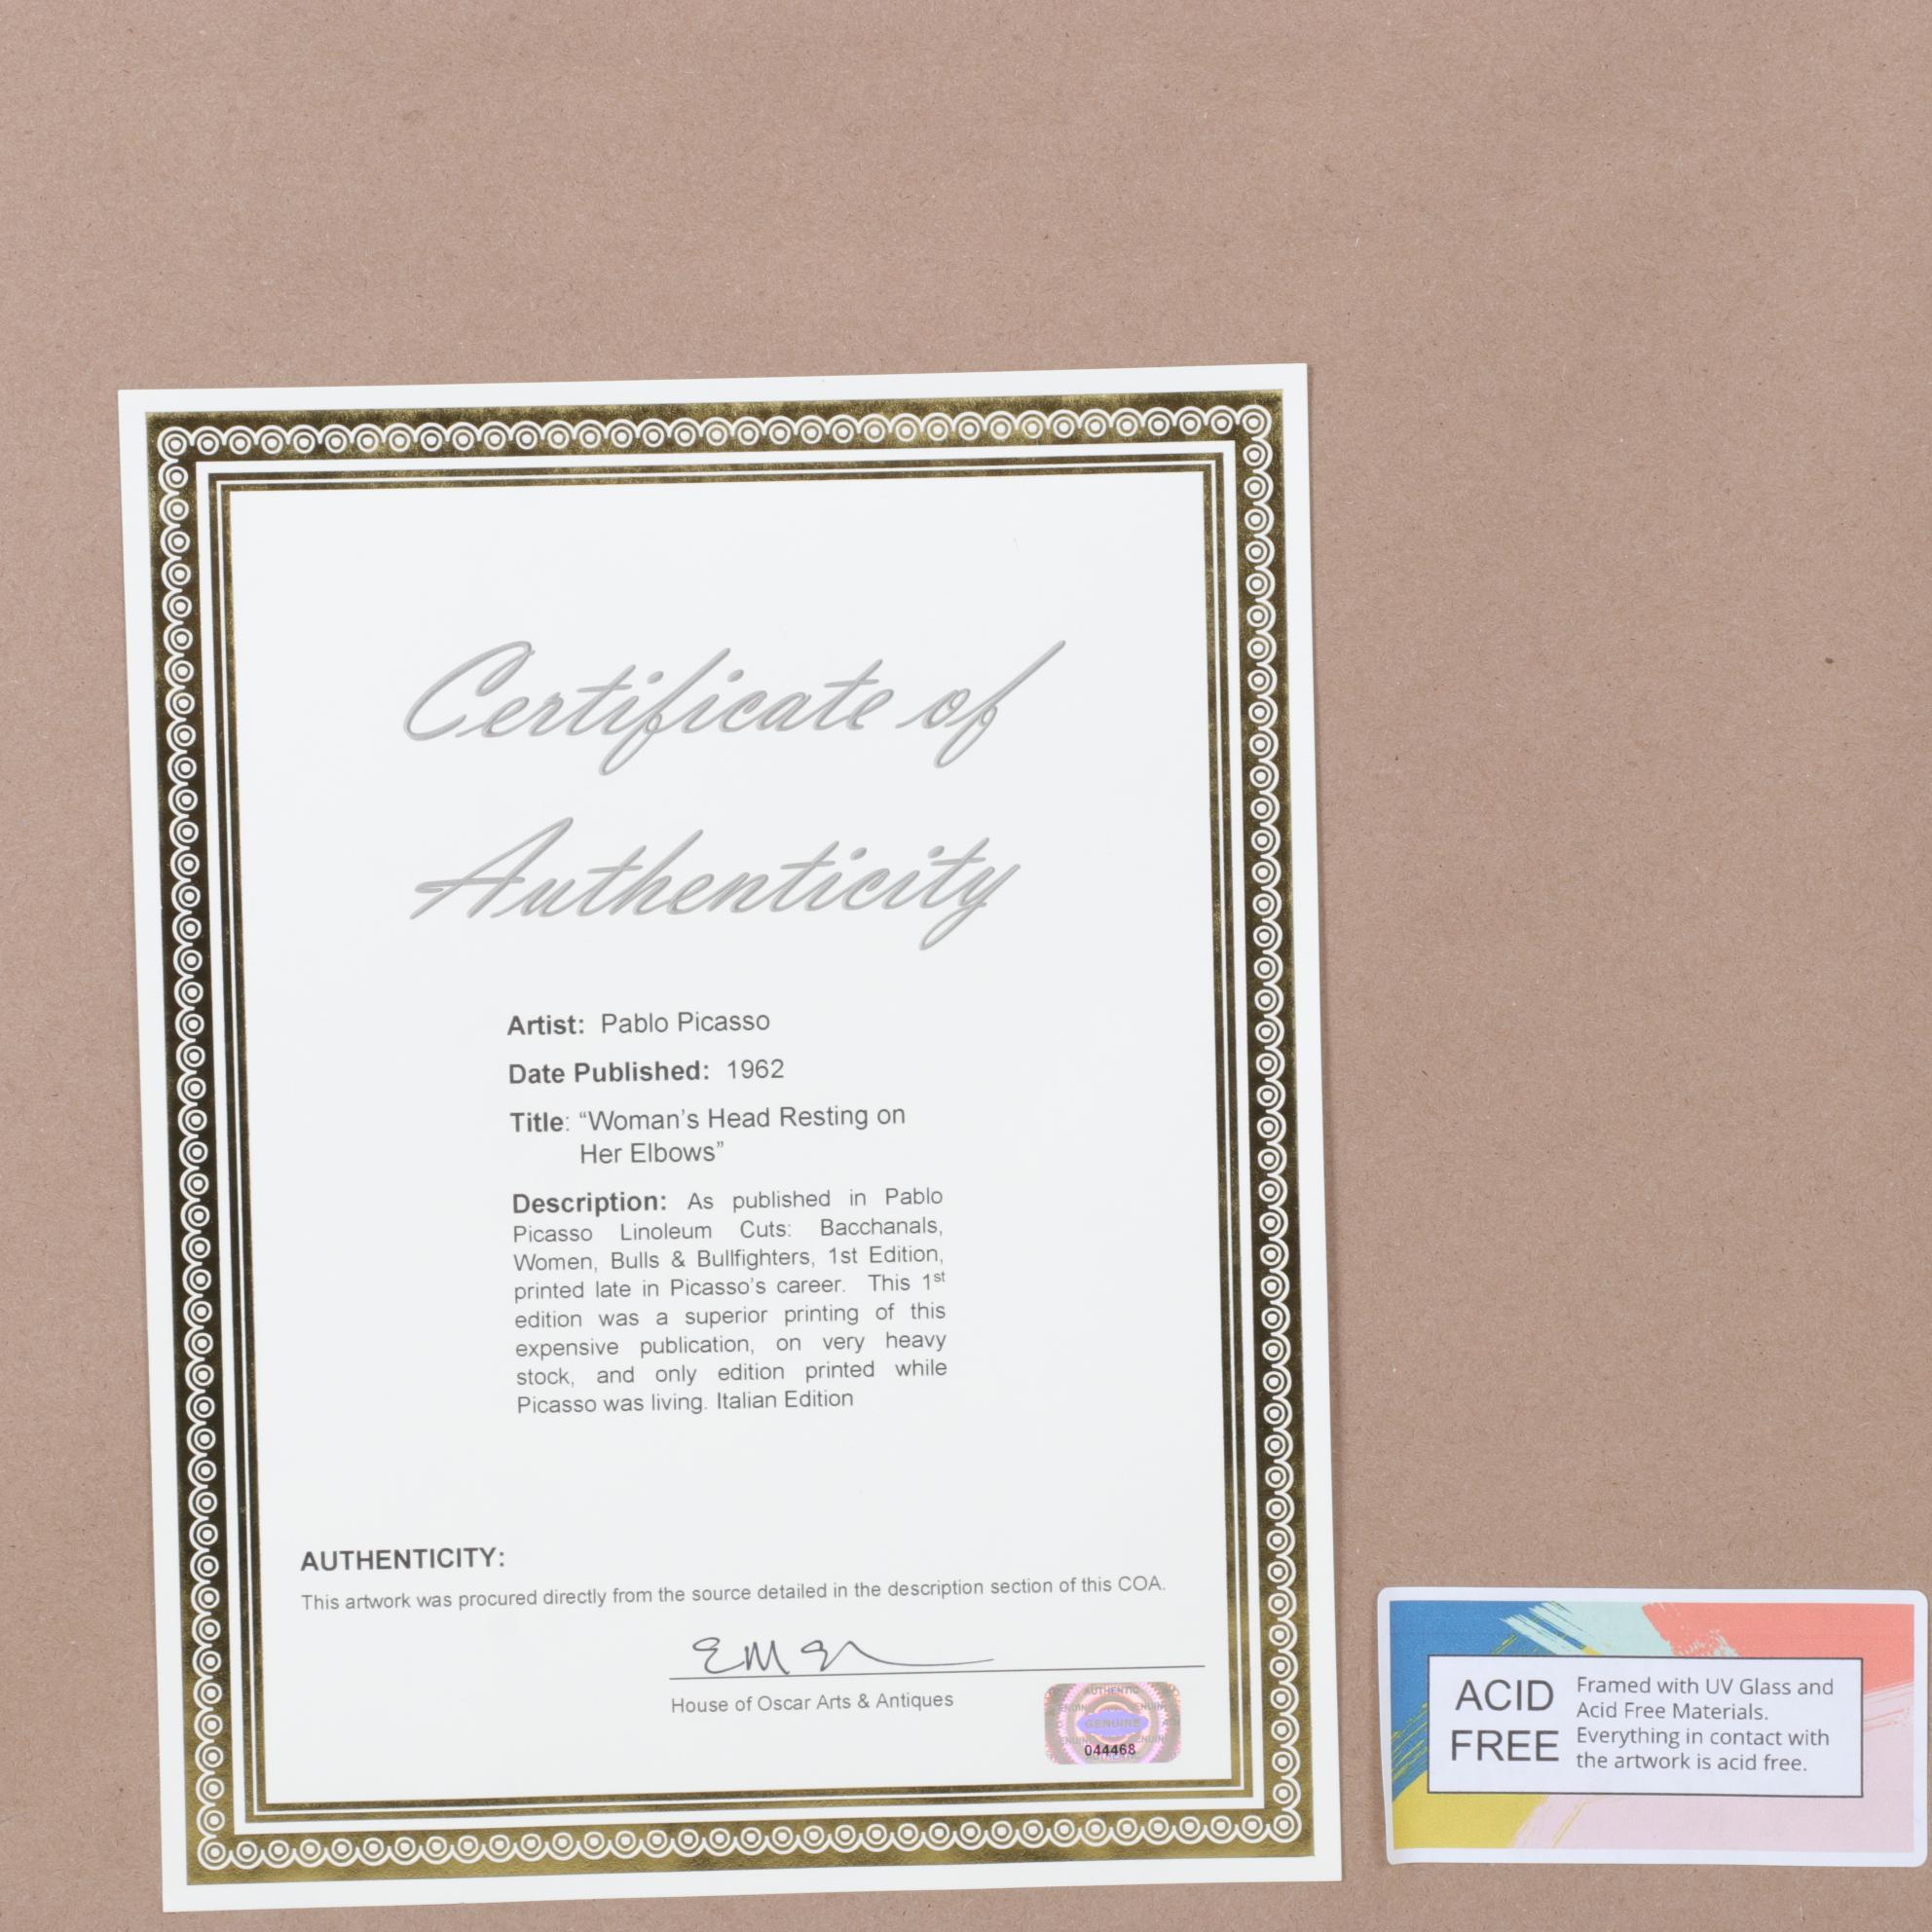 Certificate of
Authenticity
Artist: Pablo Picasso
Date Published: 1962
Title: “Woman’s Head Resting on
Her Elbows”
Description: As published in Pablo
Picasso Linoleum Cuts: Bacchanals,
Women, Bulls & Bullfighters, 1st Edition,
printed late in Picasso’s career. This 1st
edition was a superior printing of this
expensive publication, on very heavy
stock, and only edition printed while
Picasso was living. Italian Edition
AUTHENTICITY:
This artwork was procured directly from the source detailed in the description section of this COA.
House of Oscar Arts & Antiques
AUTHENTIC
GENUINE
044468
ACID
FREE
Framed with UV Glass and
Acid Free Materials.
Everything in contact with
the artwork is acid free.